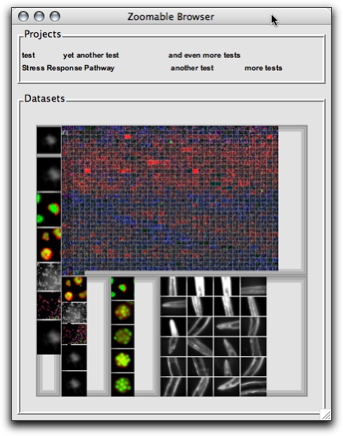 Zoomable Browser
Projects
test yet another test and even more tests
Stress Response Pathway another test more tests
Datasets